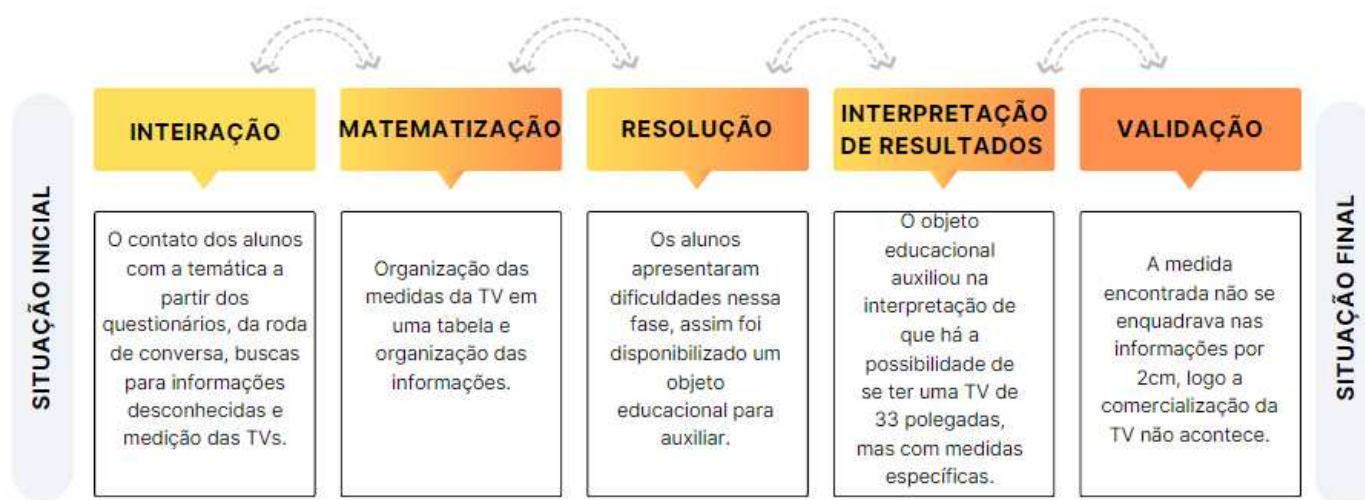 SITUAÇÃO INICIAL
INTEIRAÇÃO
O contato dos alunos
com a temática a
partir dos
questionários, da roda
de conversa, buscas
para informações
desconhecidas e
medição das TVs.
MATEMATIZAÇÃO
Organização das
medidas da TV em
uma tabela e
organização das
informações.
RESOLUÇÃO
Os alunos
apresentaram
dificuldades nessa
fase, assim foi
disponibilizado um
objeto
educacional para
auxiliar.
INTERPRETAÇÃO
DE RESULTADOS
O objeto
educacional
auxiliou na
interpretação de
que há a
possibilidade de
se ter uma TV de
33 polegadas,
mas com medidas
específicas.
VALIDAÇÃO
A medida
encontrada não se
enquadrava nas
informações por
2cm, logo a
comercialização da
TV não acontece.
SITUAÇÃO FINAL